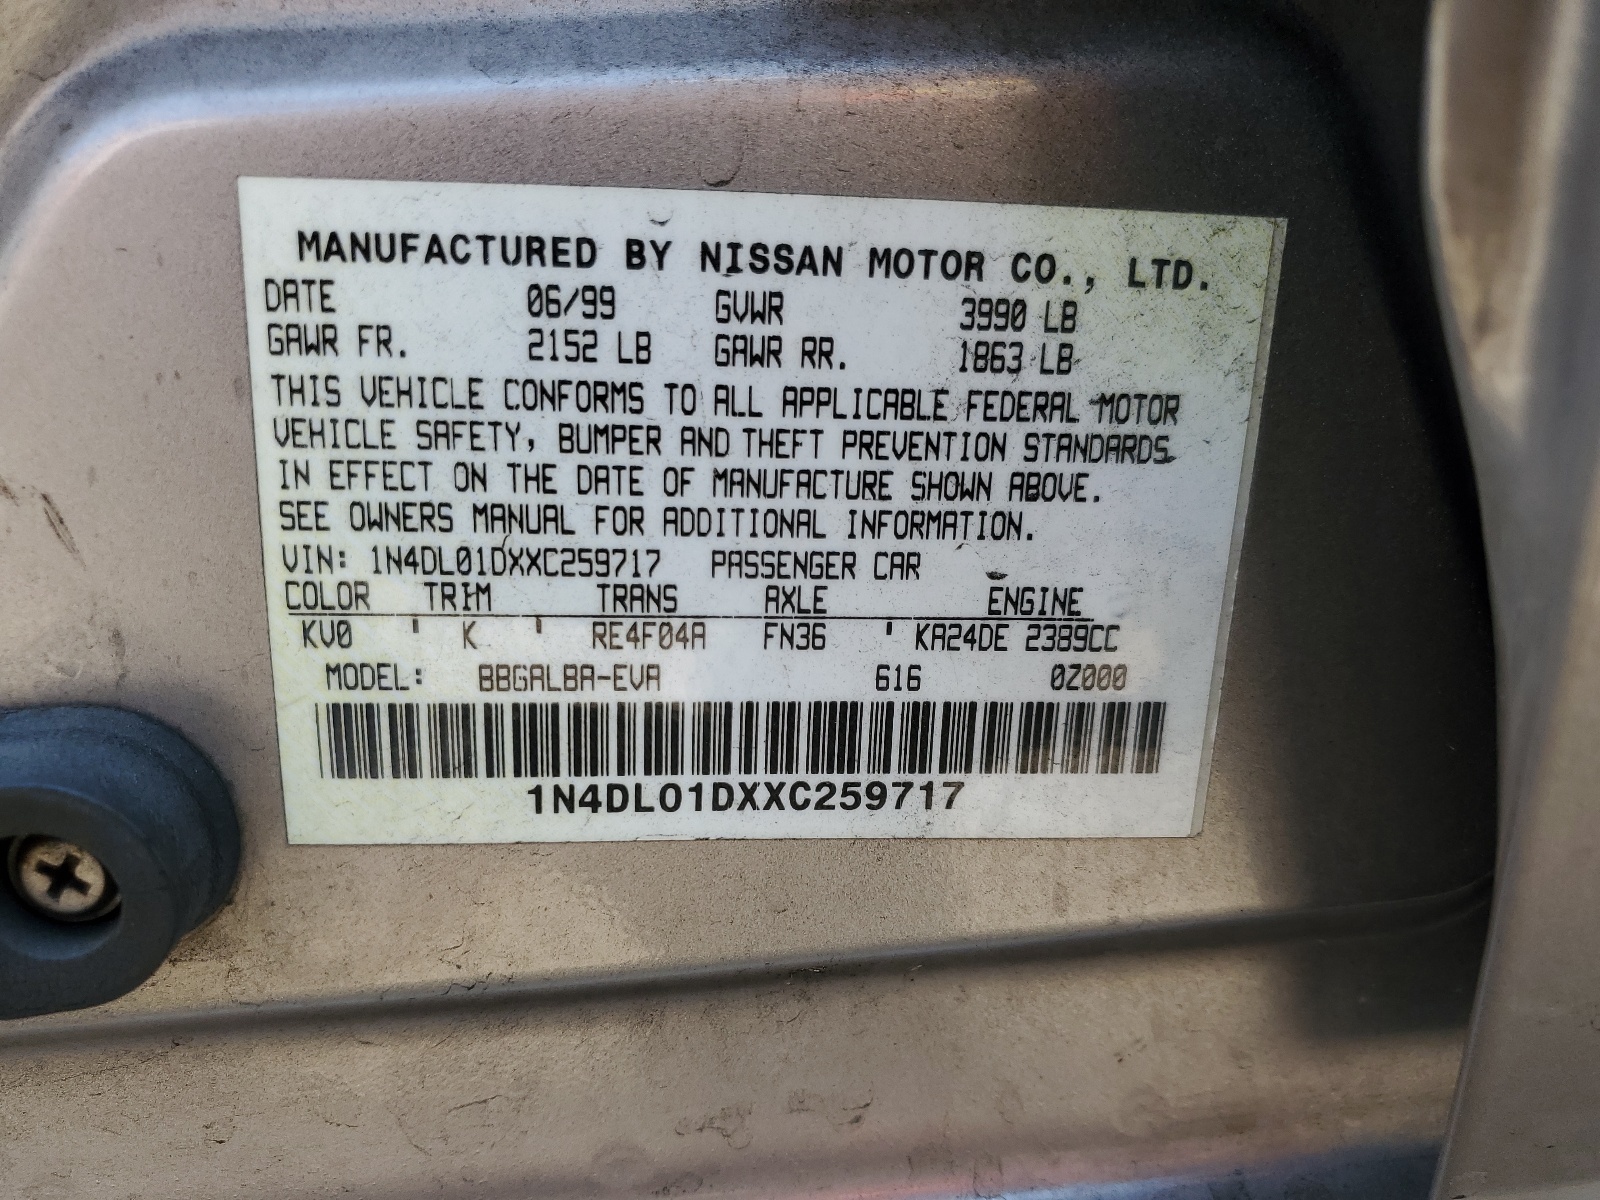 MANUFACTURED BY NISSAN MOTOR CO., LTD.
DATE 06/99 GVWR 3990 LB
GAWR FR. 2152 LB GAWR RR. 1863 LB
THIS VEHICLE CONFORMS TO ALL APPLICABLE FEDERAL MOTOR
VEHICLE SAFETY, BUMPER AND THEFT PREVENTION STANDARDS
IN EFFECT ON THE DATE OF MANUFACTURE SHOWN ABOVE.
SEE OWNERS MANUAL FOR ADDITIONAL INFORMATION.
VIN: 1N4DL01DXXC259717 PASSENGER CAR
COLOR TRIM TRANS AXLE ENGINE
KV0 ' K ' RE4F04A FN36 ' KA24DE 2389CC
MODEL: BBGALBA-EVA 616 0Z000
1N4DL01DXXC259717